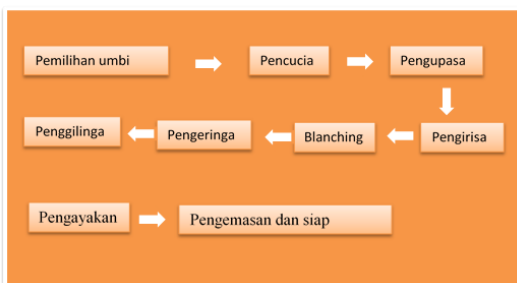 Pemilihan umbi
Pencucia
Pengupasa
Pengirisa
Blanching
Pengeringa
Penggilinga
Pengayakan
Pengemasan dan siap